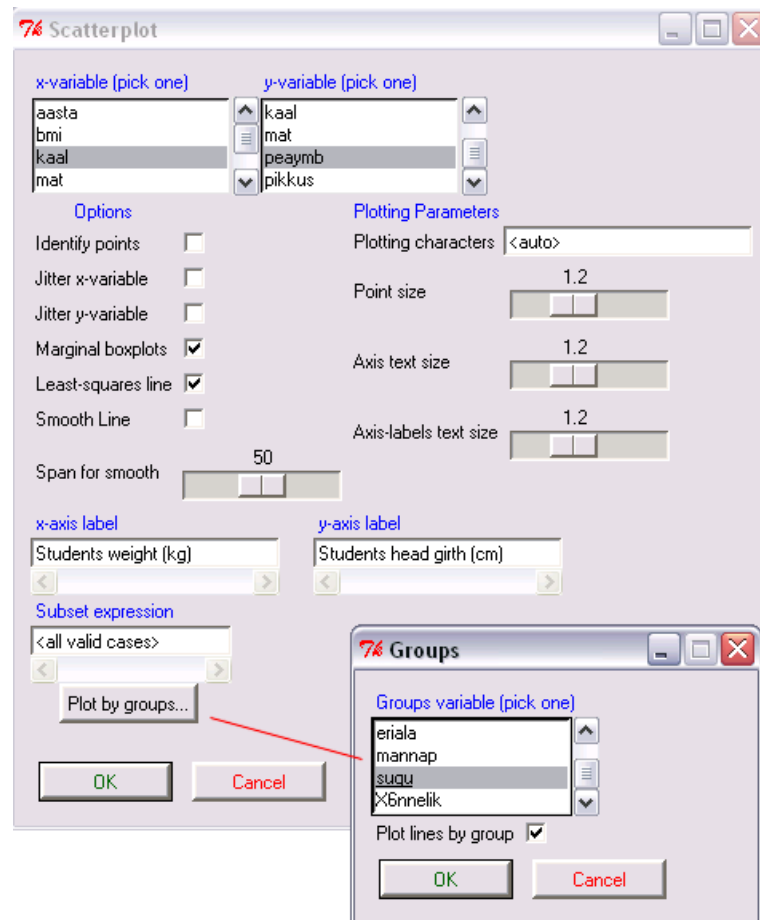 Scatterplot
x-variable (pick one) y-variable (pick one)
aasta kaal
bmi mat
kaal peaymb
mat pikkus
Options Plotting Parameters
Identify points Plotting characters <auto>
Jitter x-variable Point size 1.2
Jitter y-variable
Marginal boxplots Axis text size 1.2
Least-squares line
Smooth Line Axis-labels text size 1.2
Span for smooth 50
x-axis label y-axis label
Students weight (kg) Students head girth (cm)
Subset expression
<all valid cases>
Plot by groups...
OK Cancel
Groups
Groups variable (pick one)
eriala
mannap
sugu
X6nnelik
Plot lines by group
OK Cancel